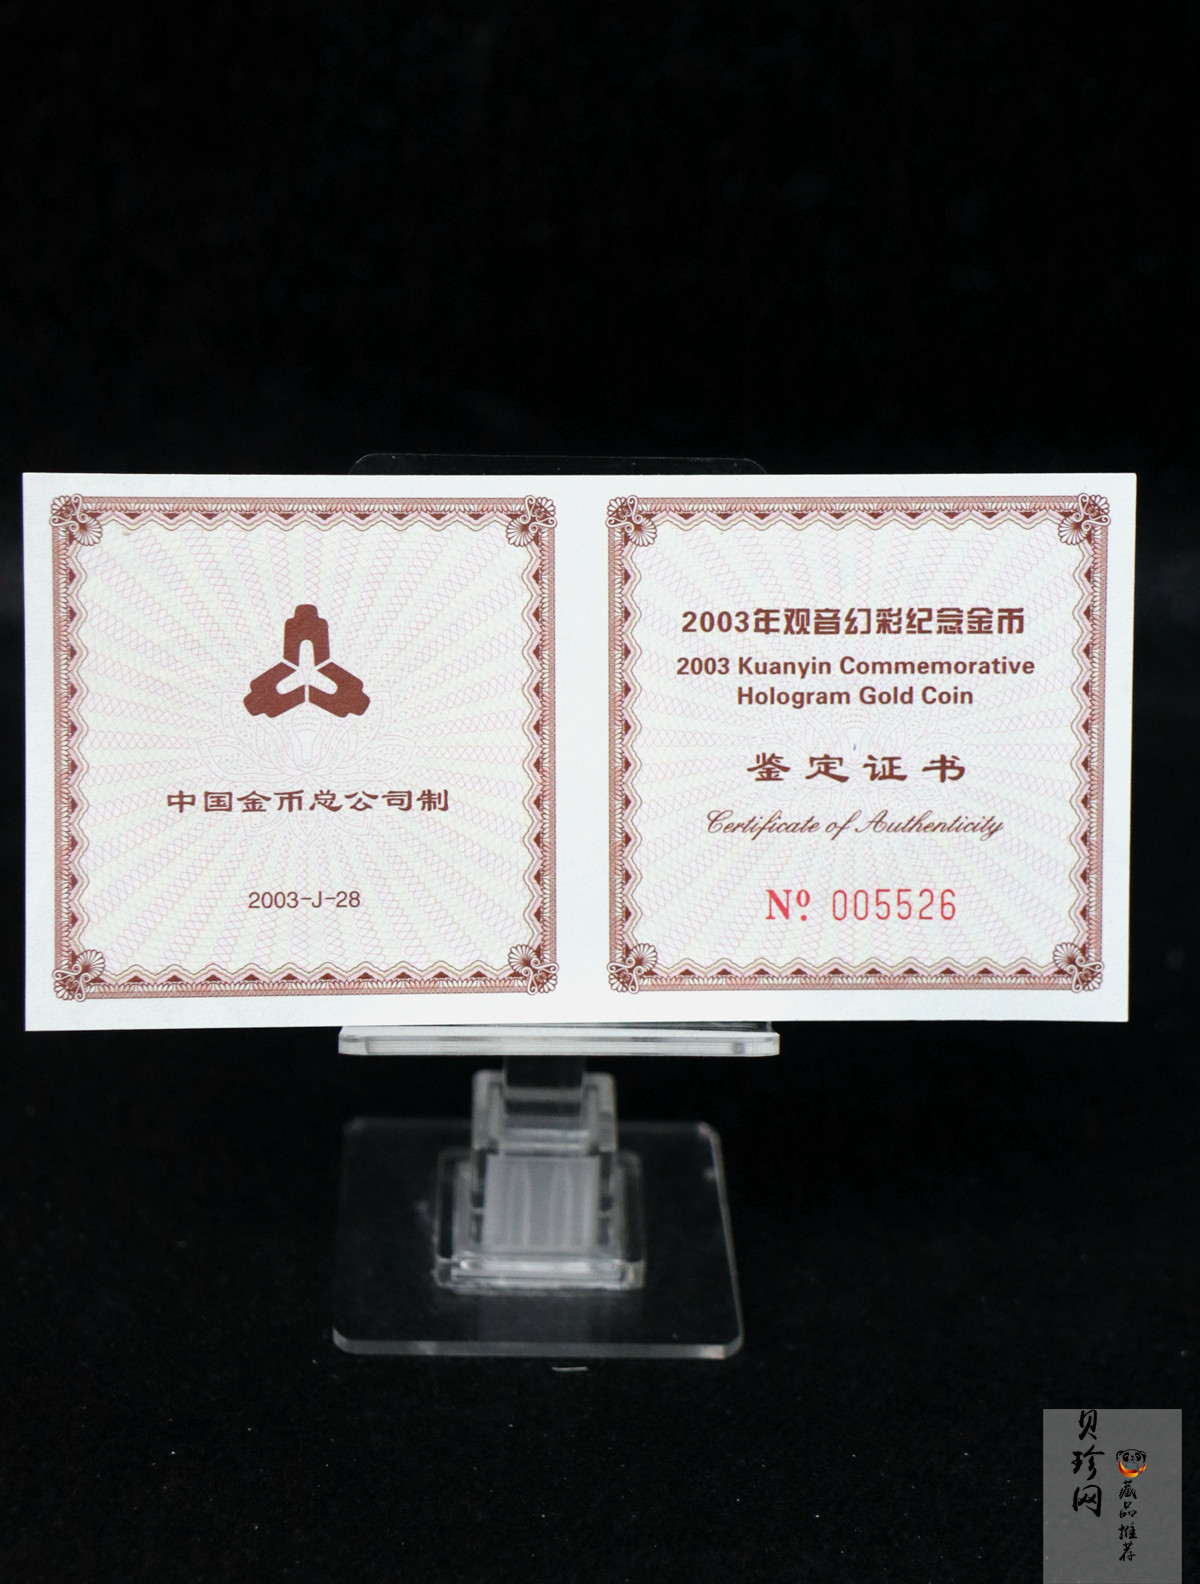 中国金币总公司制
2003-J-28
2003年观音幻彩纪念金币
2003 Kuanyin Commemorative
Hologram Gold Coin
鉴定证书
Certificate of Authenticity
Nº 005526
贝珍网
藏品推荐